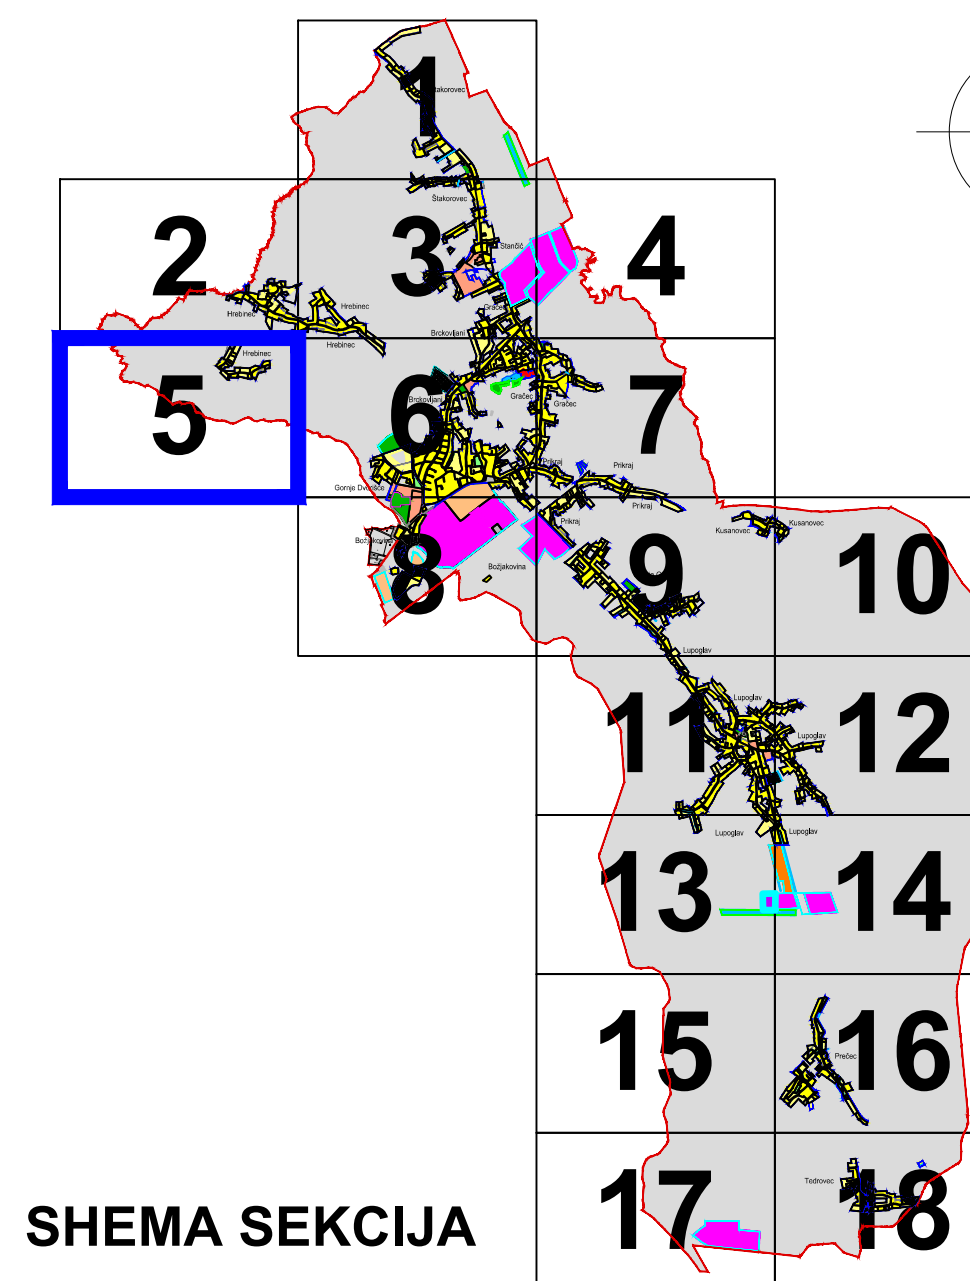 1
Štakorovec
Štakorovec
2
3
4
Stančić
Hrebinec
Hrebinec
Hrebinec
Gračec
Brckovljani
Hrebinec
5
6
7
Brckovljani
Gračec
Gračec
Prikraj
Prikraj
Gornje Dvorišće
Prikraj
Prikraj
Kusanovec
Kusanovec
Božjakovina
8
Božjakovina
9
10
Lupoglav
11
Lupoglav
12
Lupoglav
Lupoglav
Lupoglav
13
14
15
16
Prečec
17
Tedrovec
18
SHEMA SEKCIJA